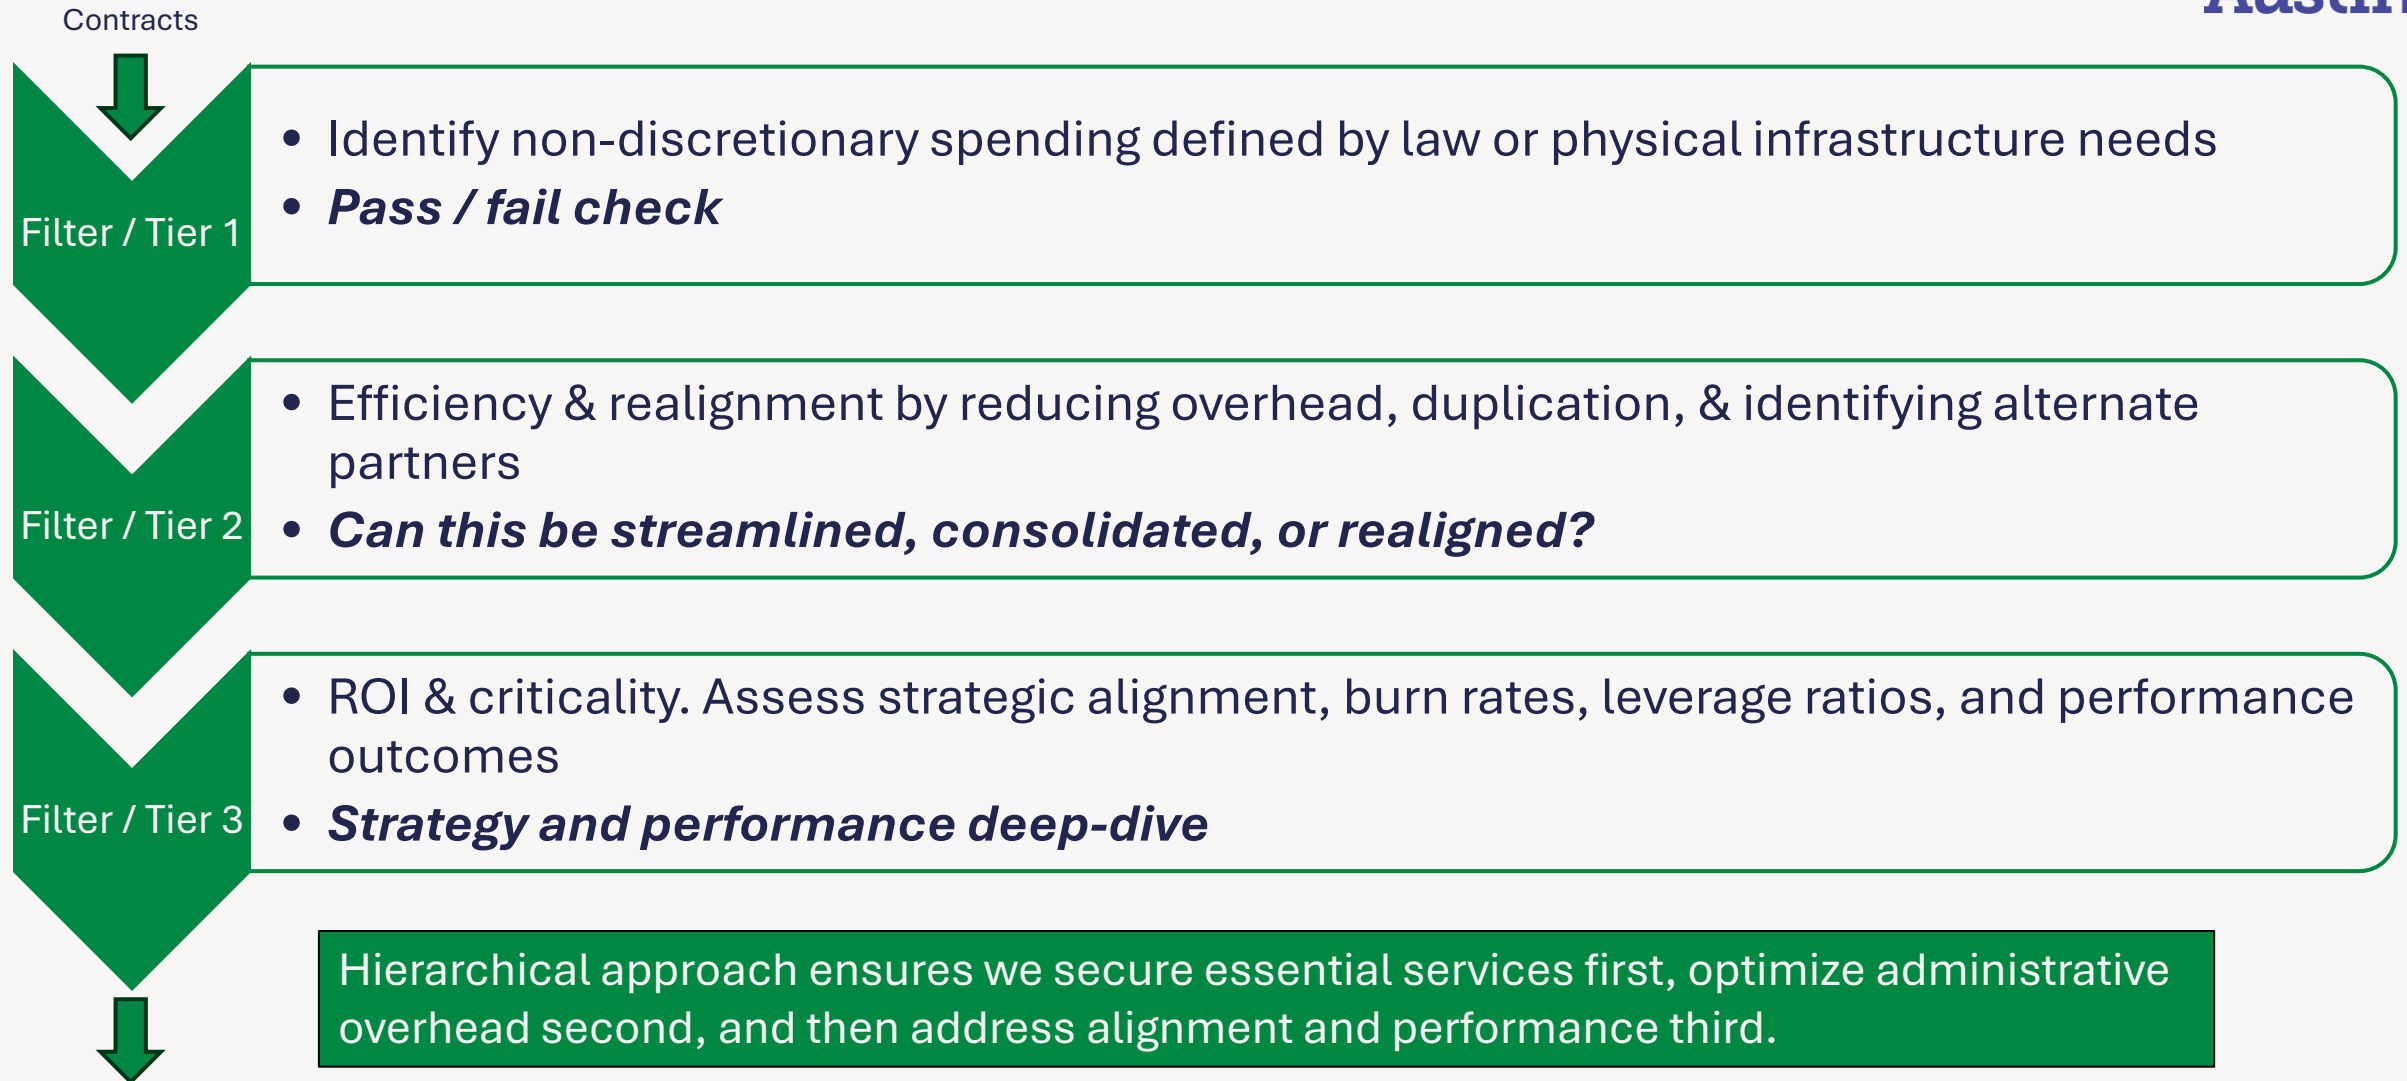 Contracts
Austin
Filter / Tier 1
• Identify non-discretionary spending defined by law or physical infrastructure needs
• Pass / fail check
Filter / Tier 2
• Efficiency & realignment by reducing overhead, duplication, & identifying alternate
partners
• Can this be streamlined, consolidated, or realigned?
Filter / Tier 3
• ROI & criticality. Assess strategic alignment, burn rates, leverage ratios, and performance
outcomes
• Strategy and performance deep-dive
Hierarchical approach ensures we secure essential services first, optimize administrative
overhead second, and then address alignment and performance third.